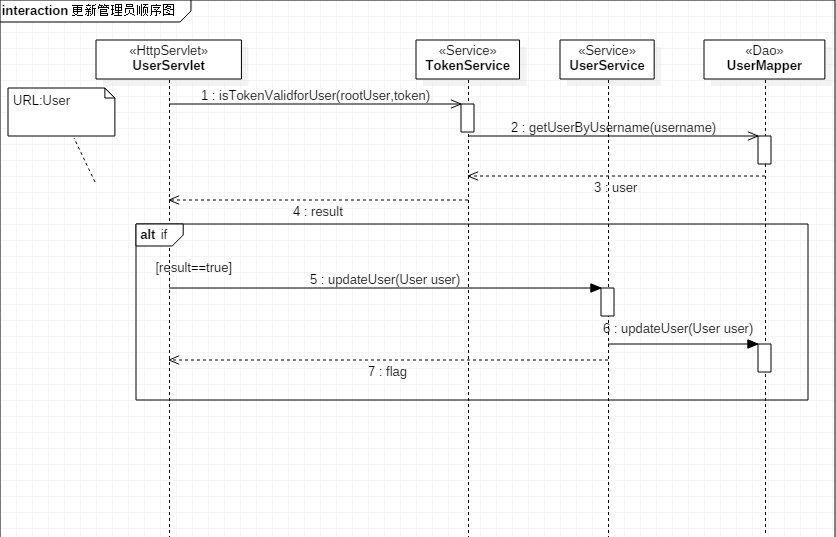 interaction 更新管理员顺序图
«HttpServlet»
UserServlet
«Service»
TokenService
«Service»
UserService
«Dao»
UserMapper
URL:User
1 : isTokenValidforUser(rootUser,token)
2 : getUserByUsername(username)
3 : user
4 : result
alt if
[result==true]
5 : updateUser(User user)
6 : updateUser(User user)
7 : flag